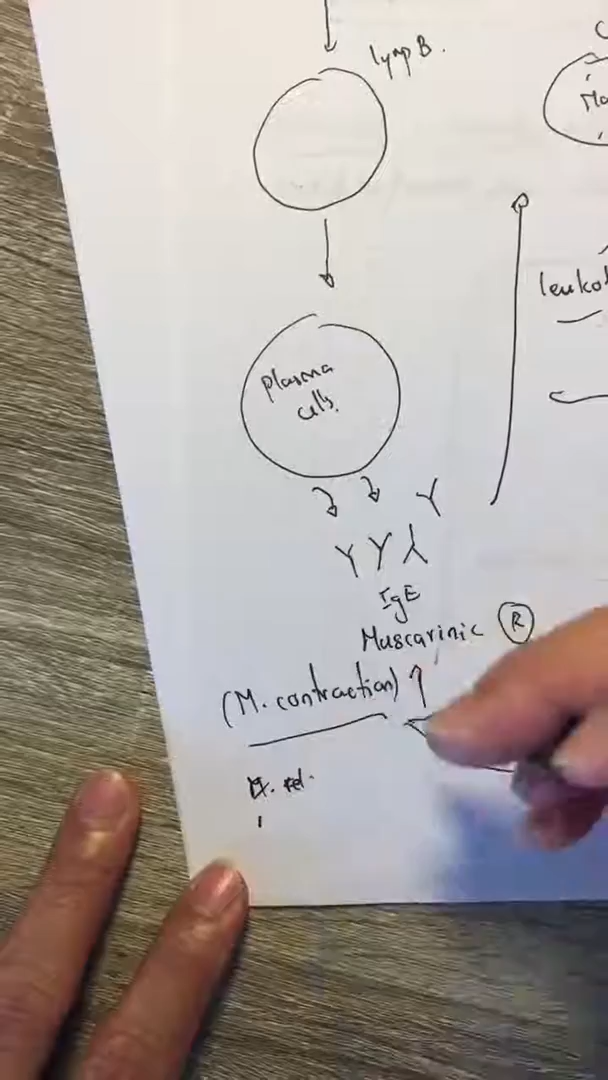 lymp B.
plasma
cells.
leukot
Y
Y Y
IgE
Muscarinic R
(M. contraction) ↑